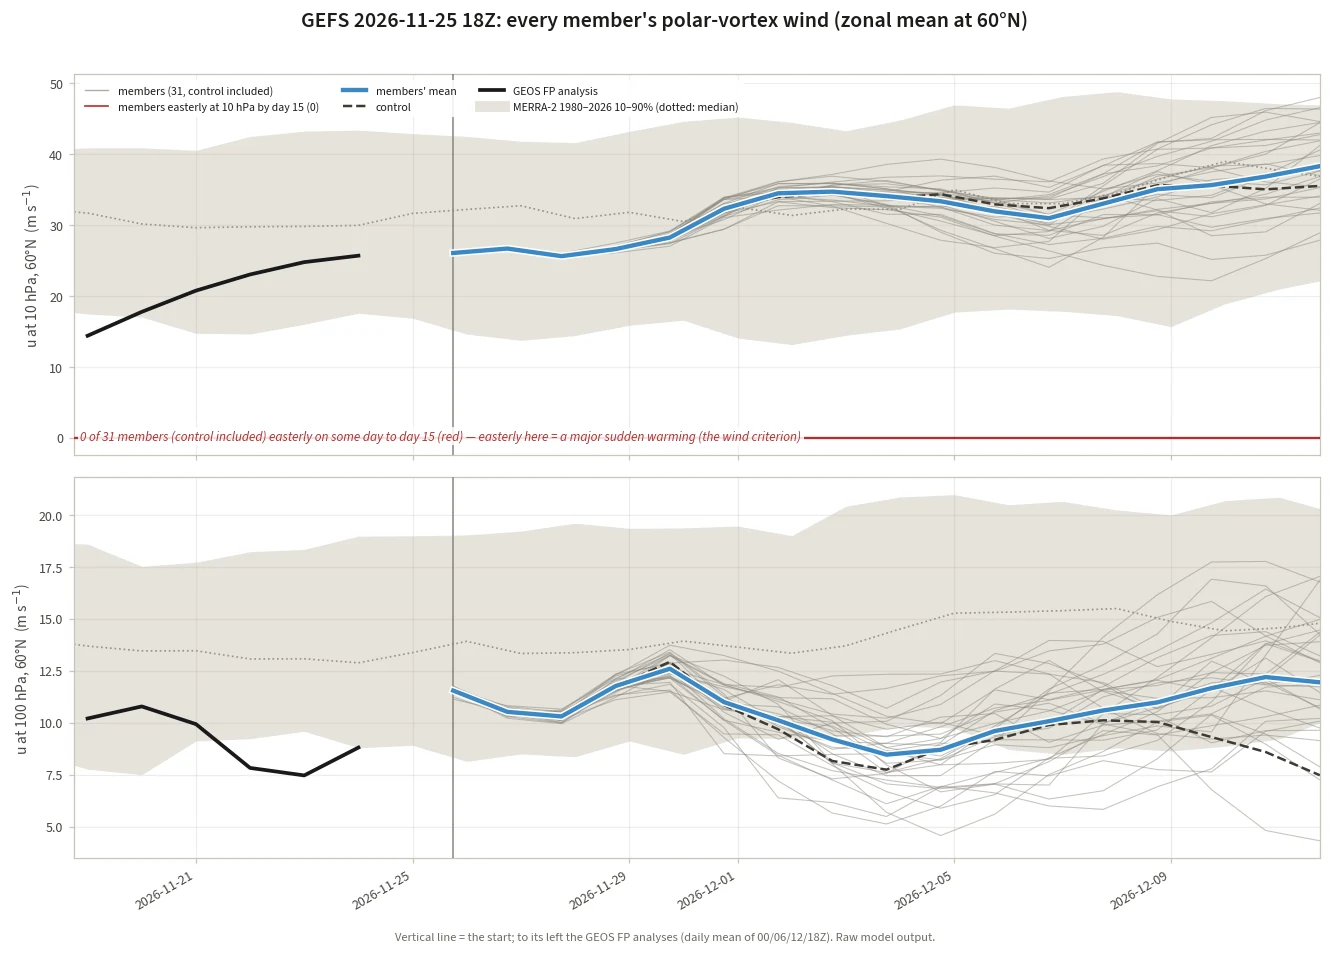 GEFS 2026-11-25 18Z: every member's polar-vortex wind (zonal mean at 60°N)
members (31, control included)
members easterly at 10 hPa by day 15 (0)
members' mean
control
GEOS FP analysis
MERRA-2 1980–2026 10–90% (dotted: median)
u at 10 hPa, 60°N (m s⁻¹)
50
40
30
20
10
0
0 of 31 members (control included) easterly on some day to day 15 (red) — easterly here = a major sudden warming (the wind criterion)
u at 100 hPa, 60°N (m s⁻¹)
20.0
17.5
15.0
12.5
10.0
7.5
5.0
2026-11-21
2026-11-25
2026-11-29
2026-12-01
2026-12-05
2026-12-09
Vertical line = the start; to its left the GEOS FP analyses (daily mean of 00/06/12/18Z). Raw model output.